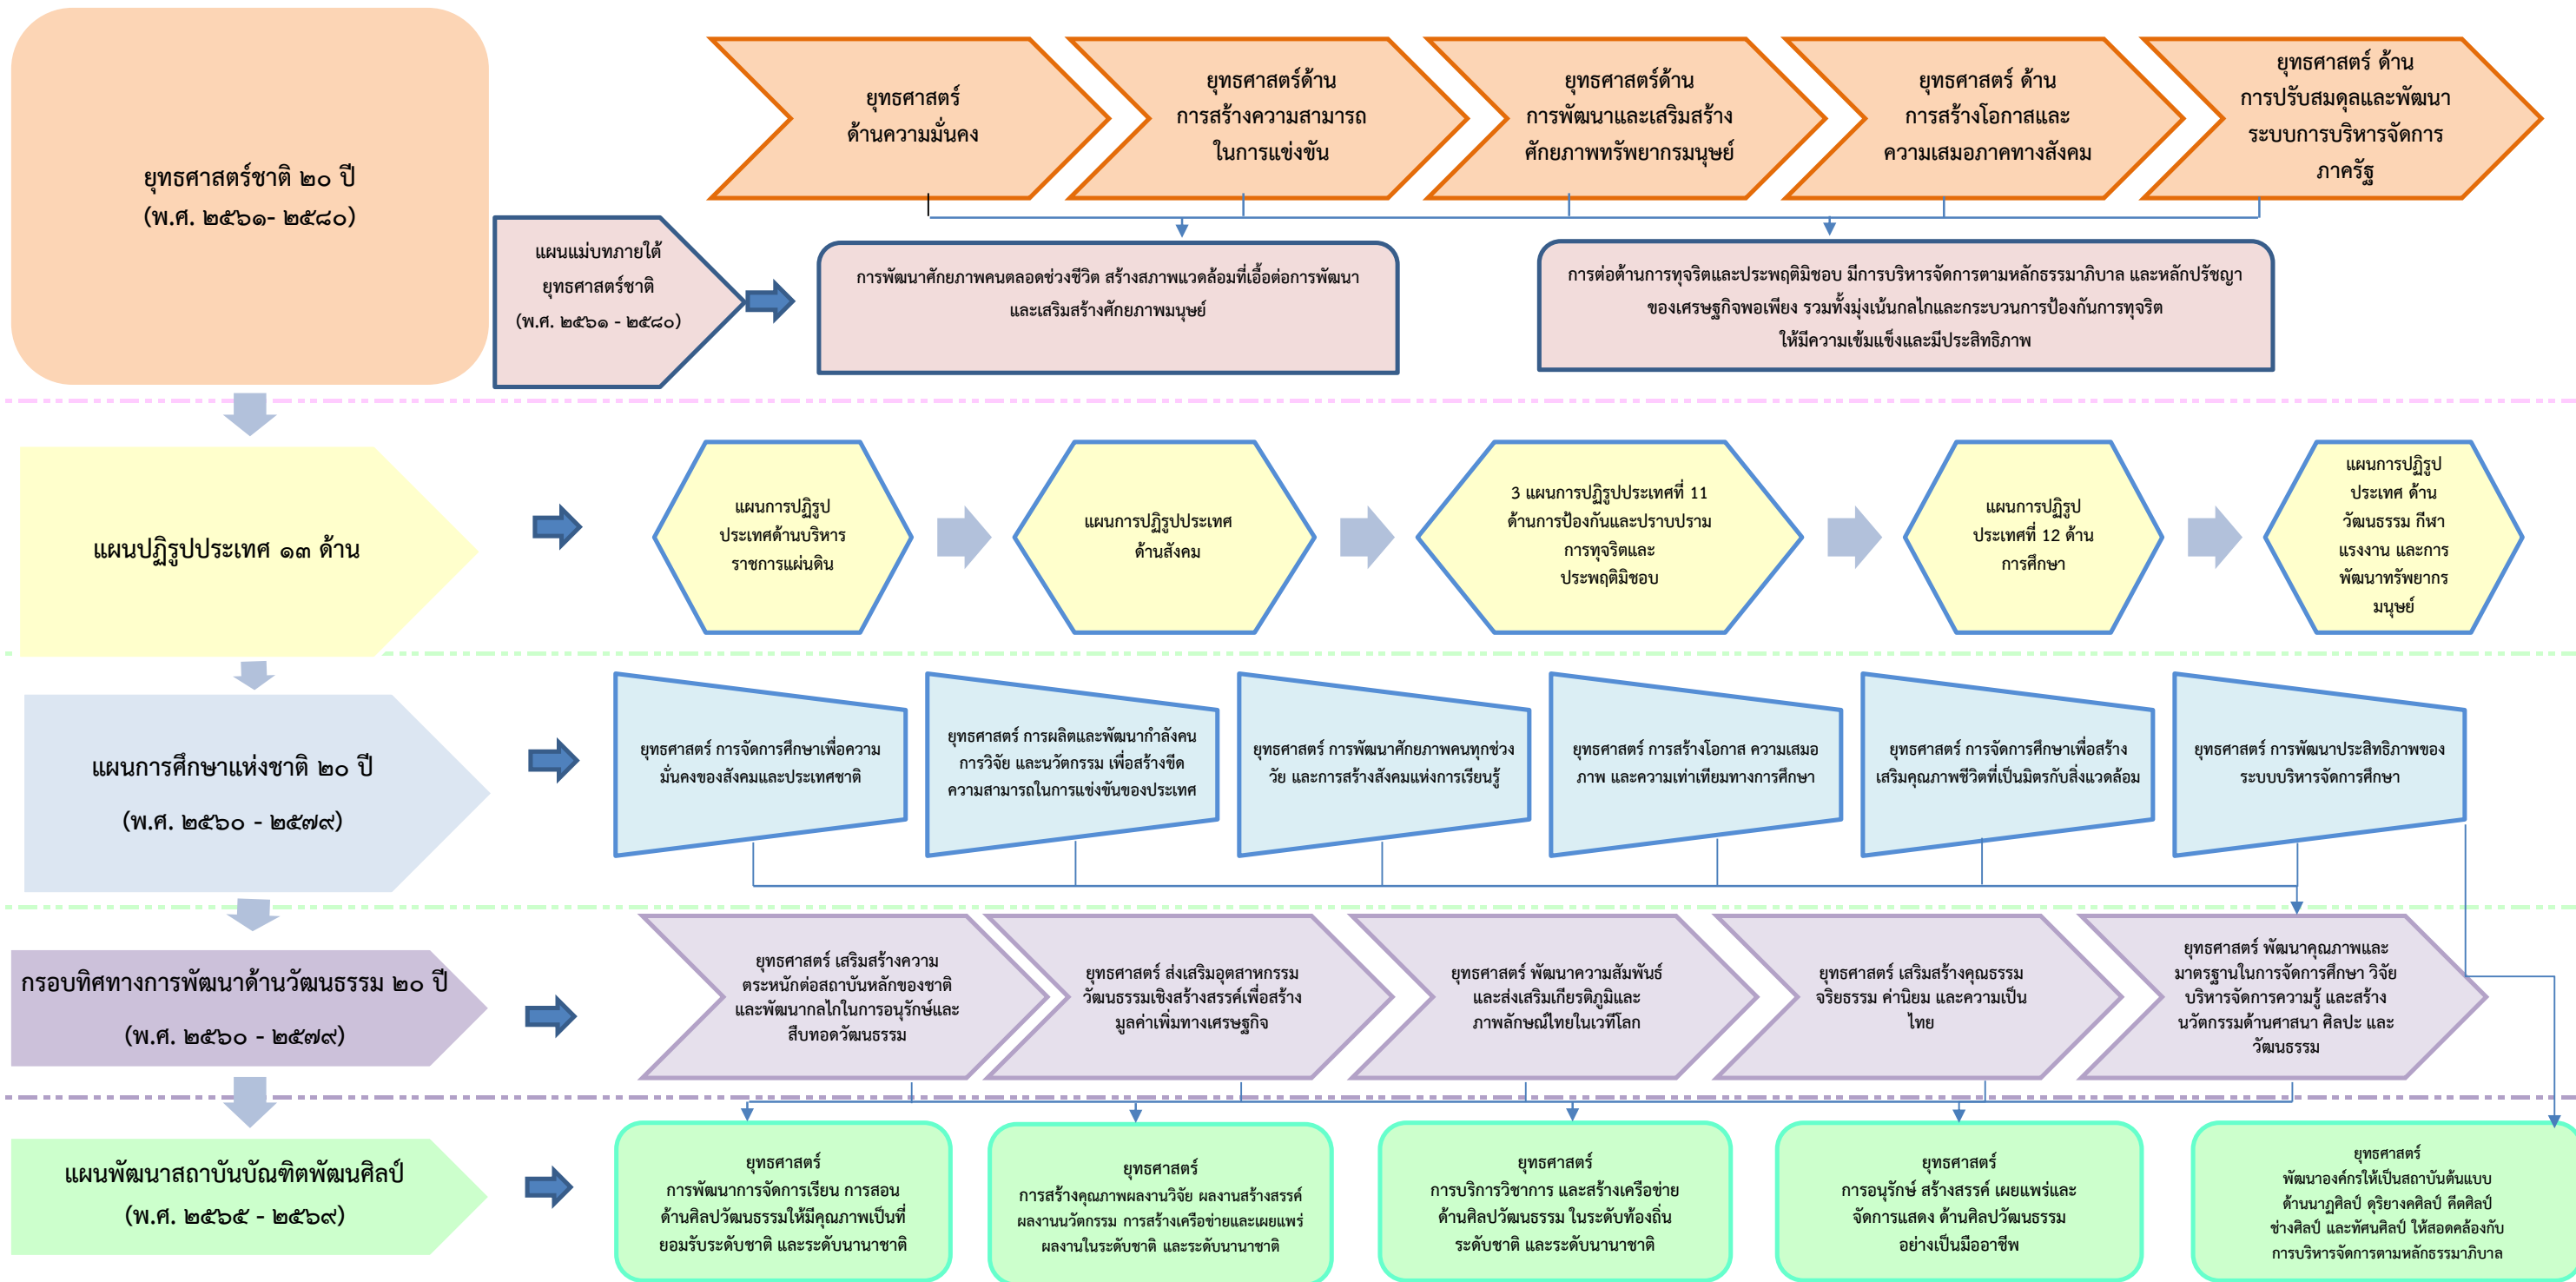 ยุทธศาสตร์ชาติ ๒๐ ปี
(พ.ศ. ๒๕๖๑- ๒๕๘๐)
ยุทธศาสตร์
ด้านความมั่นคง
ยุทธศาสตร์ด้าน
การสร้างความสามารถ
ในการแข่งขัน
ยุทธศาสตร์ด้าน
การพัฒนาและเสริมสร้าง
ศักยภาพทรัพยากรมนุษย์
ยุทธศาสตร์ ด้าน
การสร้างโอกาสและ
ความเสมอภาคทางสังคม
ยุทธศาสตร์ ด้าน
การปรับสมดุลและพัฒนา
ระบบการบริหารจัดการ
ภาครัฐ
แผนแม่บทภายใต้
ยุทธศาสตร์ชาติ
(พ.ศ. ๒๕๖๑ - ๒๕๘๐)
การพัฒนาศักยภาพคนตลอดช่วงชีวิต สร้างสภาพแวดล้อมที่เอื้อต่อการพัฒนา
และเสริมสร้างศักยภาพมนุษย์
การต่อต้านการทุจริตและประพฤติมิชอบ มีการบริหารจัดการตามหลักธรรมาภิบาล และหลักปรัชญา
ของเศรษฐกิจพอเพียง รวมทั้งมุ่งเน้นกลไกและกระบวนการป้องกันการทุจริต
ให้มีความเข้มแข็งและมีประสิทธิภาพ
แผนปฏิรูปประเทศ ๑๓ ด้าน
แผนการปฏิรูป
ประเทศด้านบริหาร
ราชการแผ่นดิน
แผนการปฏิรูปประเทศ
ด้านสังคม
3 แผนการปฏิรูปประเทศที่ 11
ด้านการป้องกันและปราบปราม
การทุจริตและ
ประพฤติมิชอบ
แผนการปฏิรูป
ประเทศที่ 12 ด้าน
การศึกษา
แผนการปฏิรูป
ประเทศ ด้าน
วัฒนธรรม กีฬา
แรงงาน และการ
พัฒนาทรัพยากร
มนุษย์
แผนการศึกษาแห่งชาติ ๒๐ ปี
(พ.ศ. ๒๕๖๐ - ๒๕๗๙)
ยุทธศาสตร์ การจัดการศึกษาเพื่อความ
มั่นคงของสังคมและประเทศชาติ
ยุทธศาสตร์ การผลิตและพัฒนากำลังคน
การวิจัย และนวัตกรรม เพื่อสร้างขีด
ความสามารถในการแข่งขันของประเทศ
ยุทธศาสตร์ การพัฒนาศักยภาพคนทุกช่วง
วัย และการสร้างสังคมแห่งการเรียนรู้
ยุทธศาสตร์ การสร้างโอกาส ความเสมอ
ภาพ และความเท่าเทียมทางการศึกษา
ยุทธศาสตร์ การจัดการศึกษาเพื่อสร้าง
เสริมคุณภาพชีวิตที่เป็นมิตรกับสิ่งแวดล้อม
ยุทธศาสตร์ การพัฒนาประสิทธิภาพของ
ระบบบริหารจัดการศึกษา
กรอบทิศทางการพัฒนาด้านวัฒนธรรม ๒๐ ปี
(พ.ศ. ๒๕๖๐ - ๒๕๗๙)
ยุทธศาสตร์ เสริมสร้างความ
ตระหนักต่อสถาบันหลักของชาติ
และพัฒนากลไกในการอนุรักษ์และ
สืบทอดวัฒนธรรม
ยุทธศาสตร์ ส่งเสริมอุตสาหกรรม
วัฒนธรรมเชิงสร้างสรรค์เพื่อสร้าง
มูลค่าเพิ่มทางเศรษฐกิจ
ยุทธศาสตร์ พัฒนาความสัมพันธ์
และส่งเสริมเกียรติภูมิและ
ภาพลักษณ์ไทยในเวทีโลก
ยุทธศาสตร์ เสริมสร้างคุณธรรม
จริยธรรม ค่านิยม และความเป็น
ไทย
ยุทธศาสตร์ พัฒนาคุณภาพและ
มาตรฐานในการจัดการศึกษา วิจัย
บริหารจัดการความรู้ และสร้าง
นวัตกรรมด้านศาสนา ศิลปะ และ
วัฒนธรรม
แผนพัฒนาสถาบันบัณฑิตพัฒนศิลป์
(พ.ศ. ๒๕๖๕ - ๒๕๖๙)
ยุทธศาสตร์
การพัฒนาการจัดการเรียน การสอน
ด้านศิลปวัฒนธรรมให้มีคุณภาพเป็นที่
ยอมรับระดับชาติ และระดับนานาชาติ
ยุทธศาสตร์
การสร้างคุณภาพผลงานวิจัย ผลงานสร้างสรรค์
ผลงานนวัตกรรม การสร้างเครือข่ายและเผยแพร่
ผลงานในระดับชาติ และระดับนานาชาติ
ยุทธศาสตร์
การบริการวิชาการ และสร้างเครือข่าย
ด้านศิลปวัฒนธรรม ในระดับท้องถิ่น
ระดับชาติ และระดับนานาชาติ
ยุทธศาสตร์
การอนุรักษ์ สร้างสรรค์ เผยแพร่และ
จัดการแสดง ด้านศิลปวัฒนธรรม
อย่างเป็นมืออาชีพ
ยุทธศาสตร์
พัฒนาองค์กรให้เป็นสถาบันต้นแบบ
ด้านนาฏศิลป์ ดุริยางคศิลป์ คีตศิลป์
ช่างศิลป์ และทัศนศิลป์ ให้สอดคล้องกับ
การบริหารจัดการตามหลักธรรมาภิบาล